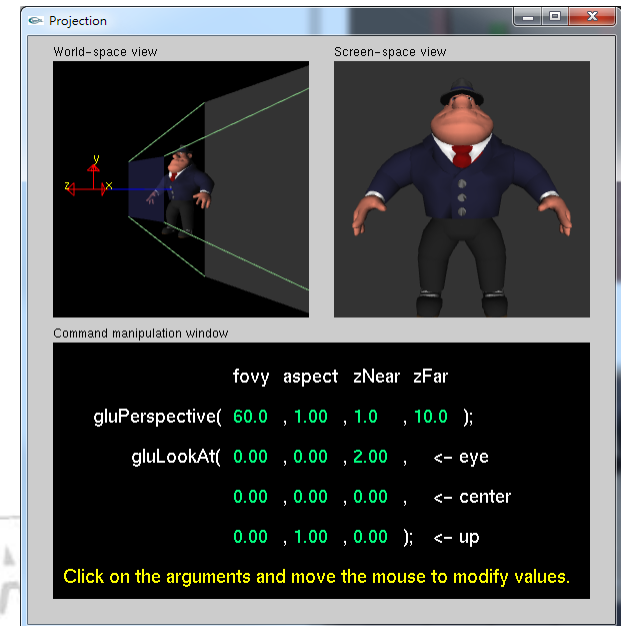 Projection
World-space view
Screen-space view
y
z
x
Command manipulation window
fovy aspect zNear zFar
gluPerspective( 60.0 , 1.00 , 1.0 , 10.0 );
gluLookAt( 0.00 , 0.00 , 2.00 , <- eye
0.00 , 0.00 , 0.00 , <- center
0.00 , 1.00 , 0.00 ); <- up
Click on the arguments and move the mouse to modify values.